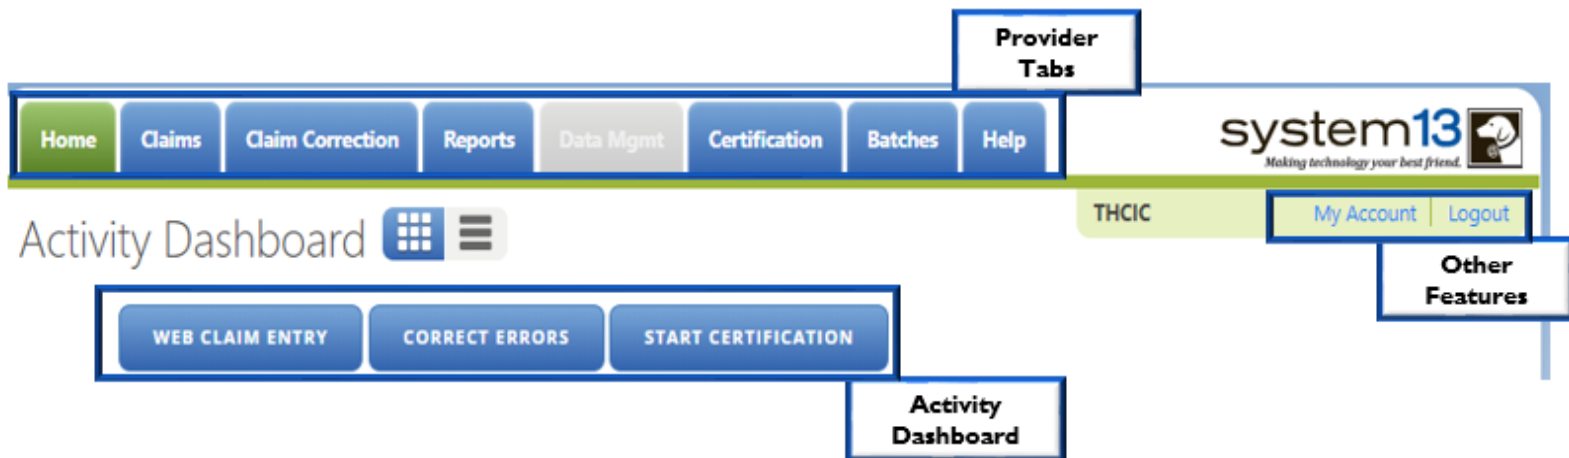 Provider
Tabs
Home Claims Claim Correction Reports Data Mgmt Certification Batches Help
system13
Making technology your best friend.
THCIC My Account Logout
Activity Dashboard
Other
Features
WEB CLAIM ENTRY CORRECT ERRORS START CERTIFICATION
Activity
Dashboard